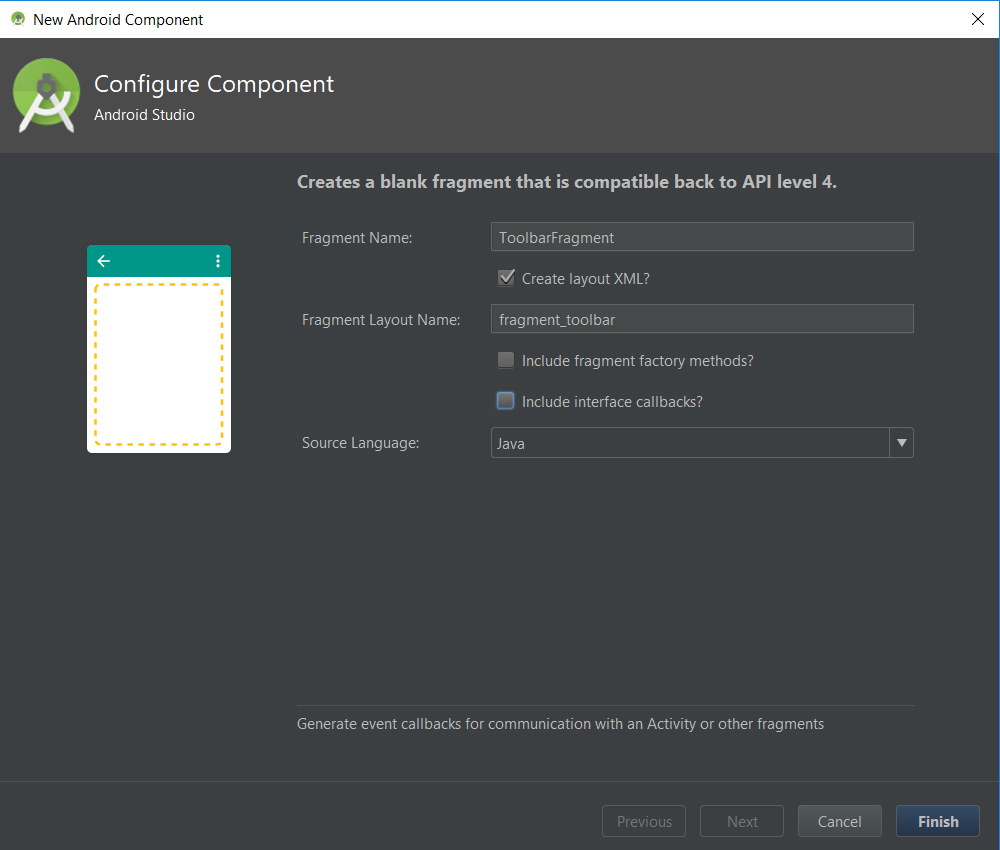 New Android Component
Configure Component
Android Studio
Creates a blank fragment that is compatible back to API level 4.
Fragment Name: ToolbarFragment
Create layout XML?
Fragment Layout Name: fragment_toolbar
Include fragment factory methods?
Include interface callbacks?
Source Language: Java
Generate event callbacks for communication with an Activity or other fragments
Previous Next Cancel Finish